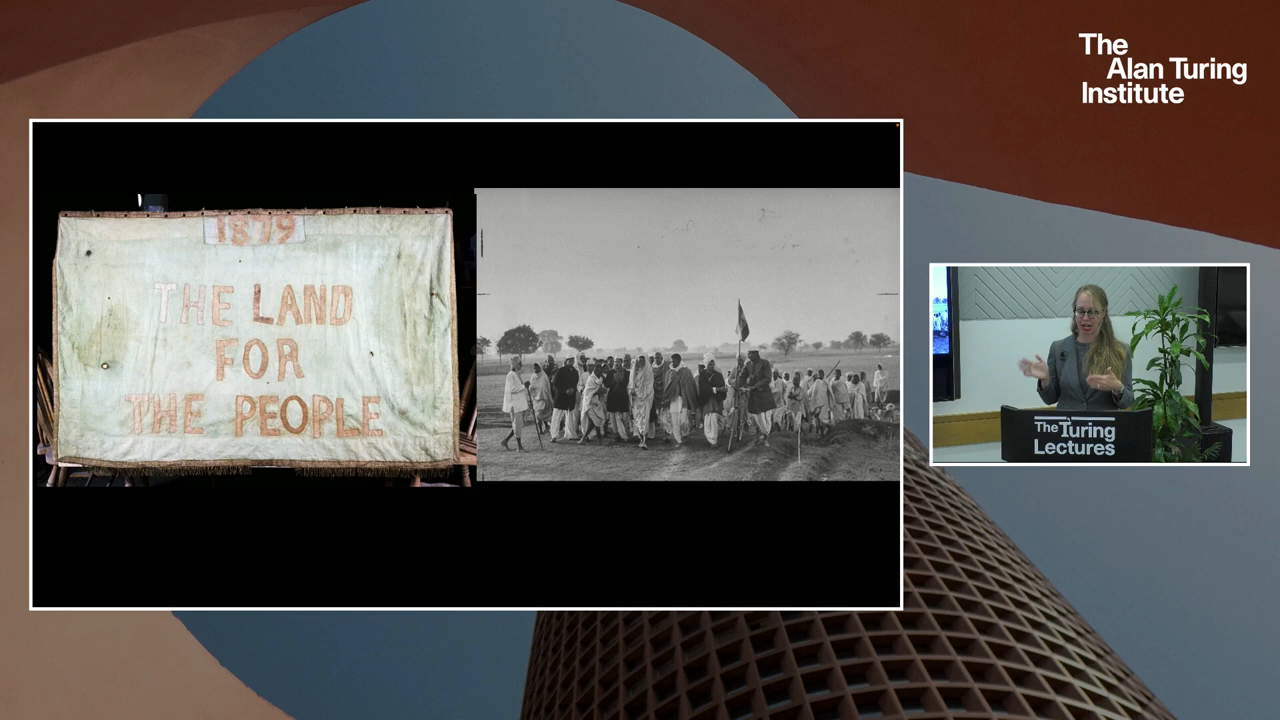 The
Alan Turing
Institute
1879
THE LAND
FOR
THE PEOPLE
The Turing
Lectures